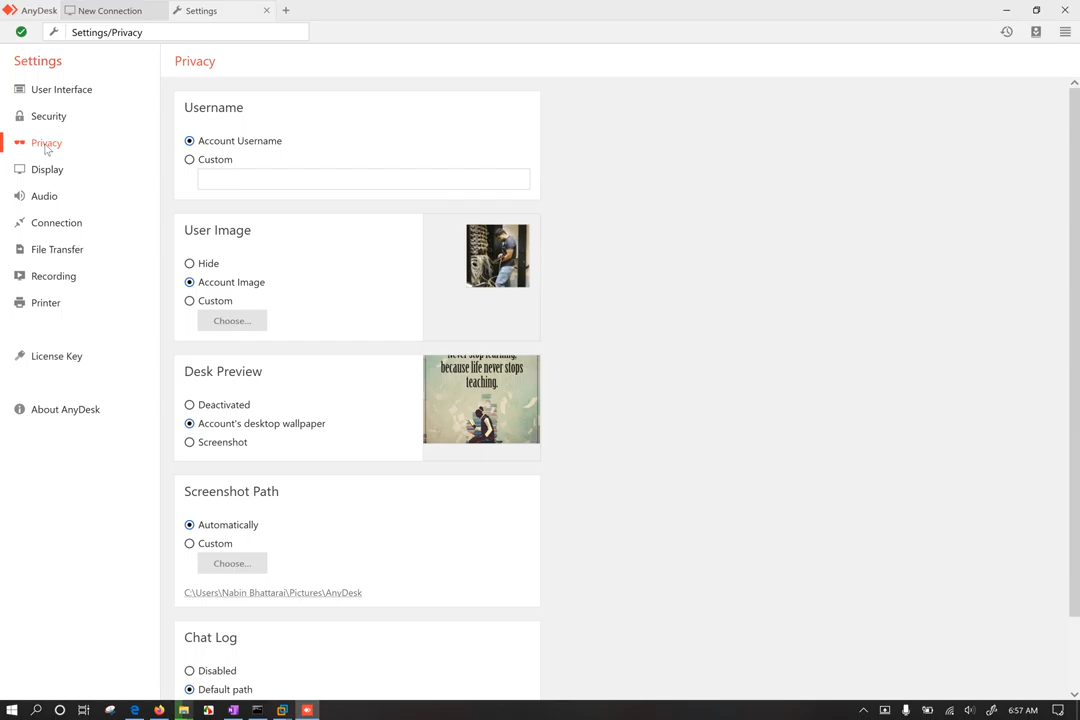 AnyDesk
New Connection
Settings
Settings/Privacy
Settings
User Interface
Security
Privacy
Display
Audio
Connection
File Transfer
Recording
Printer
License Key
About AnyDesk
Privacy
Username
Account Username
Custom
User Image
Hide
Account Image
Custom
Choose...
Desk Preview
Deactivated
Account's desktop wallpaper
Screenshot
Never stop learning,
because life never stops
teaching.
Screenshot Path
Automatically
Custom
Choose...
C:\Users\Nabin Bhattarai\Pictures\AnyDesk
Chat Log
Disabled
Default path
6:57 AM